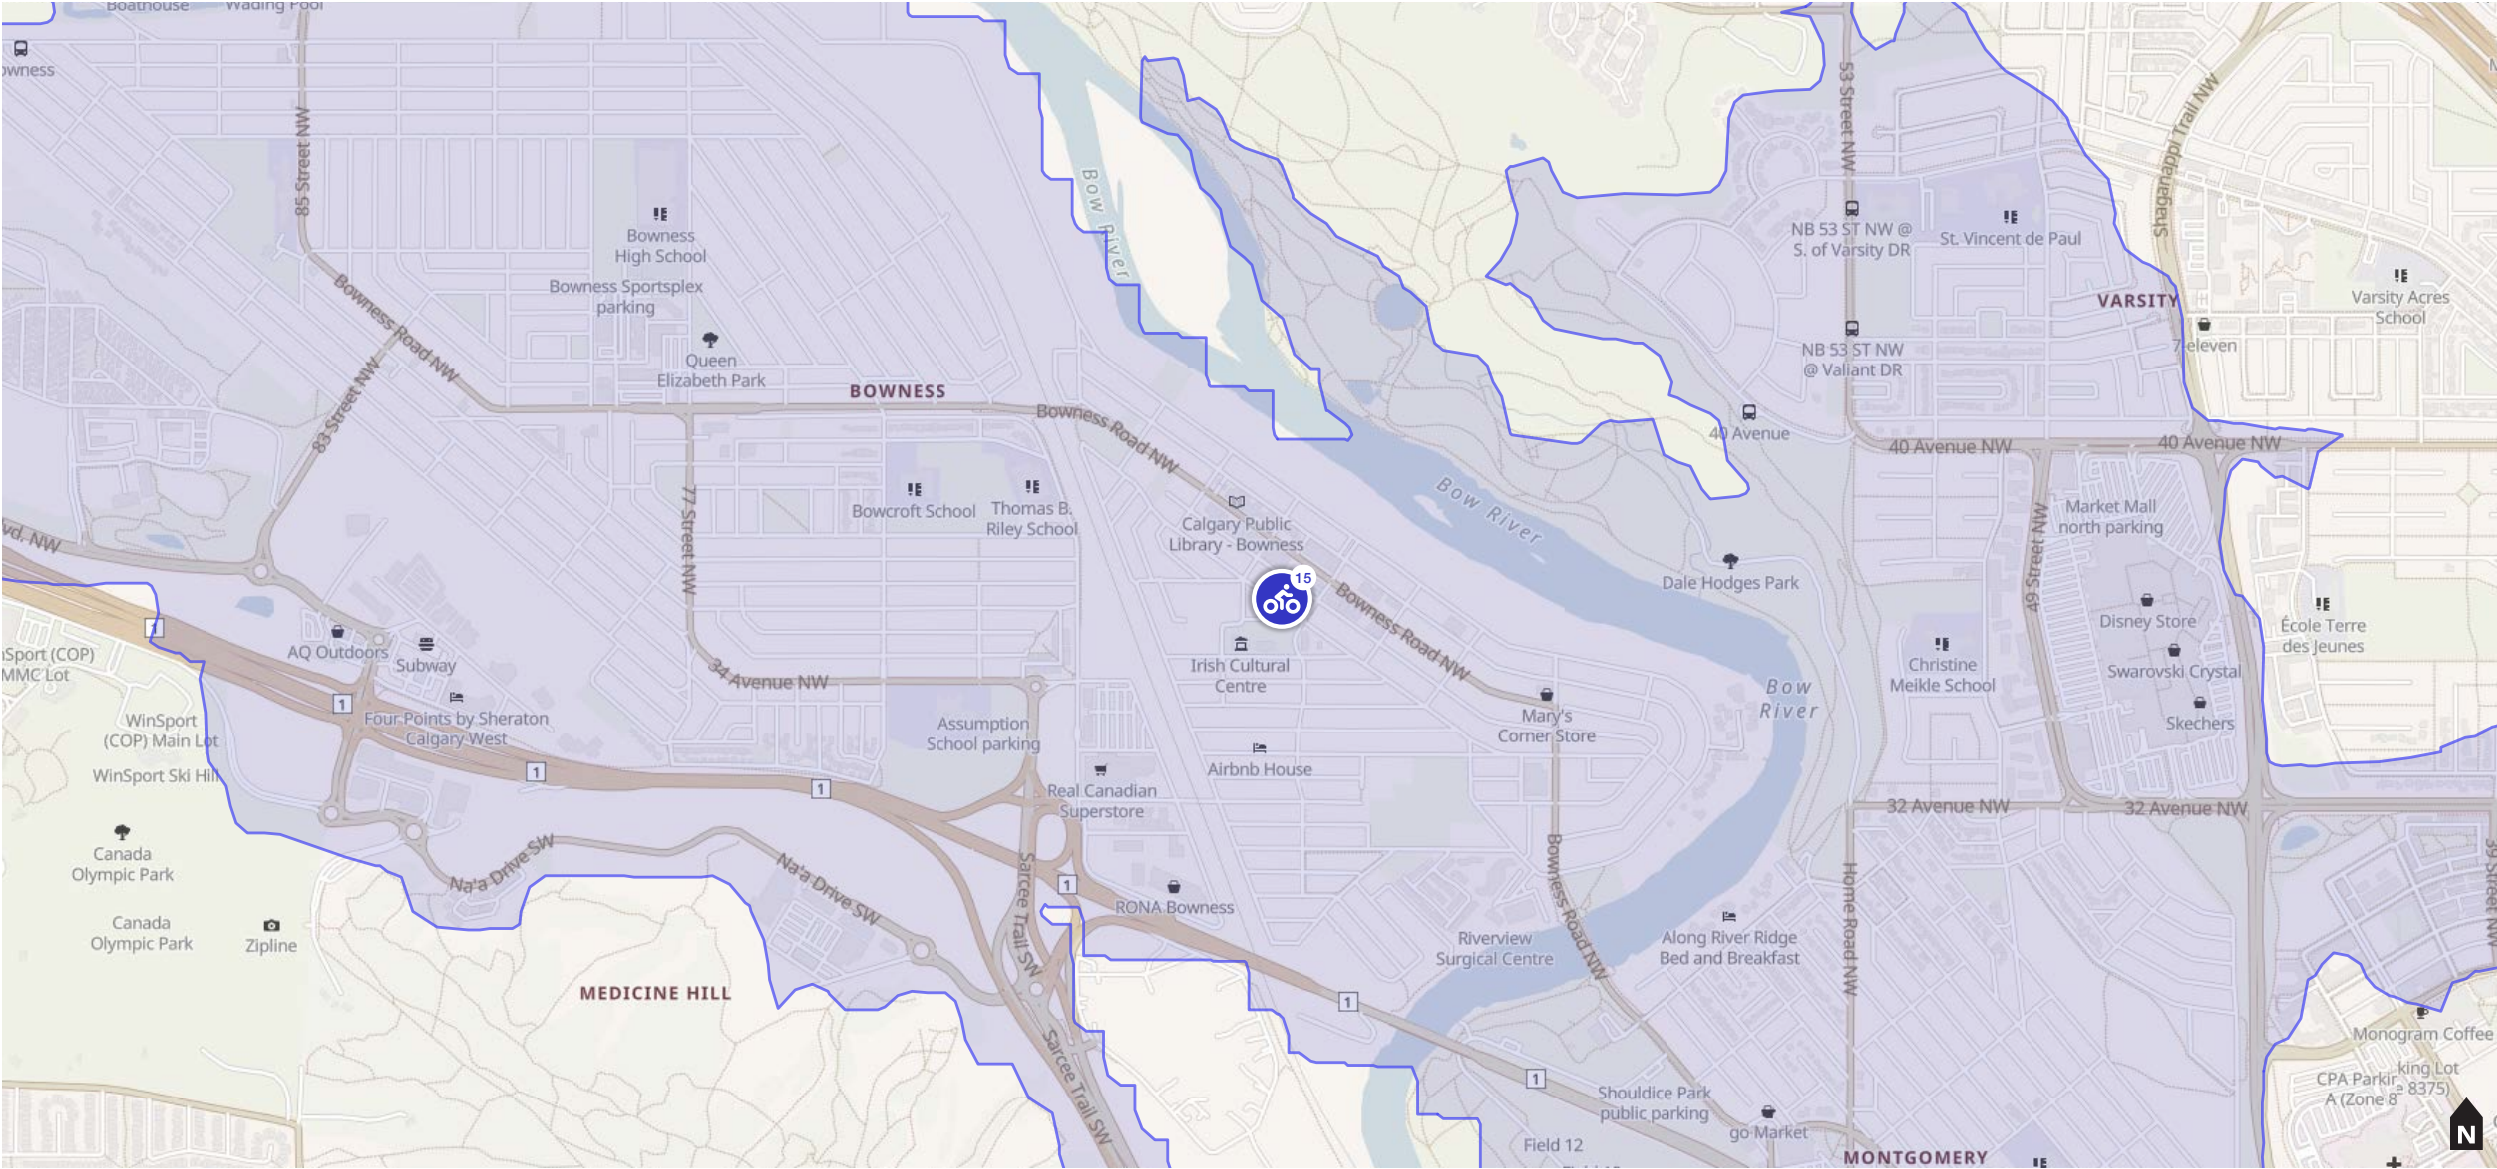 Boathouse
Wading Pool
owness
85 Street NW
53 Street NW
Shaganappi Trail NW
Bow River
Bowness
High School
NB 53 ST NW @
S. of Varsity DR
St. Vincent de Paul
Bowness Sportsplex
parking
VARSITY
Varsity Acres
School
Bowness Road NW
7-eleven
Queen
Elizabeth Park
NB 53 ST NW
@ Valiant DR
83 Street NW
BOWNESS
Bowness Road NW
40 Avenue
40 Avenue NW
40 Avenue NW
77 Street NW
Bowcroft School
Thomas B.
Riley School
Calgary Public
Library - Bowness
Bow River
49 Street NW
Market Mall
north parking
vd. NW
15
Dale Hodges Park
Bowness Road NW
Disney Store
École Terre
des Jeunes
1
AQ Outdoors
Subway
nSport (COP)
MMC Lot
34 Avenue NW
Irish Cultural
Centre
Christine
Meikle School
Swarovski Crystal
Bow
River
1
WinSport
(COP) Main Lot
Four Points by Sheraton
Calgary West
Assumption
School parking
Mary's
Corner Store
Skechers
WinSport Ski Hill
1
1
Airbnb House
Real Canadian
Superstore
32 Avenue NW
32 Avenue NW
Canada
Olympic Park
Na'a Drive SW
Na'a Drive SW
Sarcee Trail SW
1
RONA Bowness
Bowness Road NW
Home Road NW
39 Street NW
Canada
Olympic Park
Zipline
Riverview
Surgical Centre
Along River Ridge
Bed and Breakfast
MEDICINE HILL
1
Monogram Coffee
Sarcee Trail SW
1
Shouldice Park
public parking
CPA Parkin
A (Zone 8
king Lot
8375)
go Market
Field 12
MONTGOMERY
N